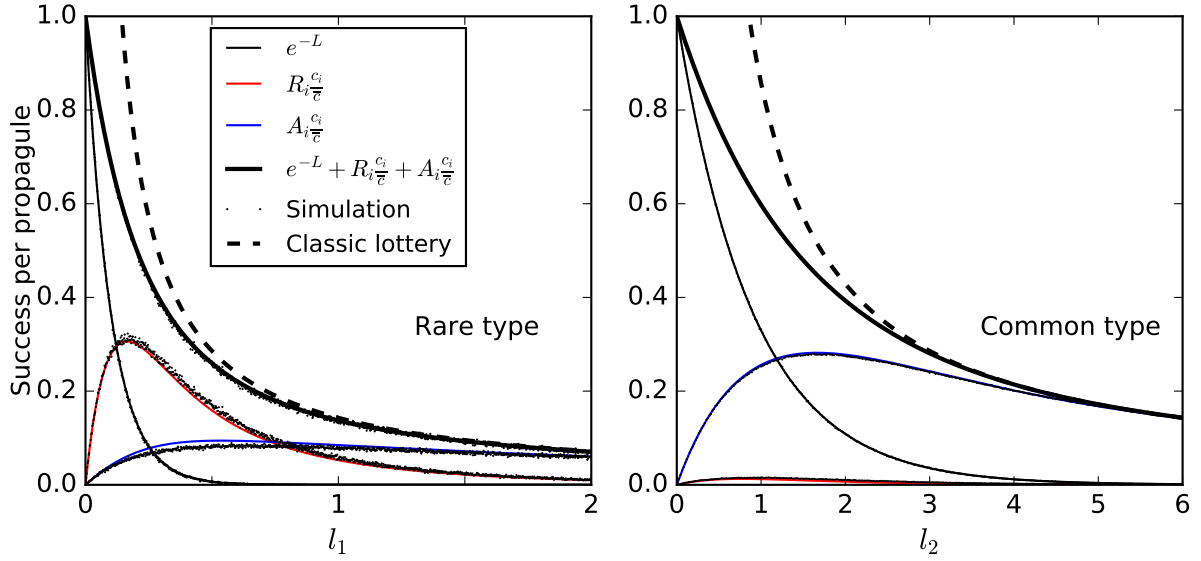 Success per propagule
1.0
0.8
0.6
0.4
0.2
0.0
0
1
2
l₁
e^{-L}
R_i c_i/c̅
A_i c_i/c̅
e^{-L} + R_i c_i/c̅ + A_i c_i/c̅
Simulation
Classic lottery
Rare type
1.0
0.8
0.6
0.4
0.2
0.0
0
1
2
3
4
5
6
l₂
Common type